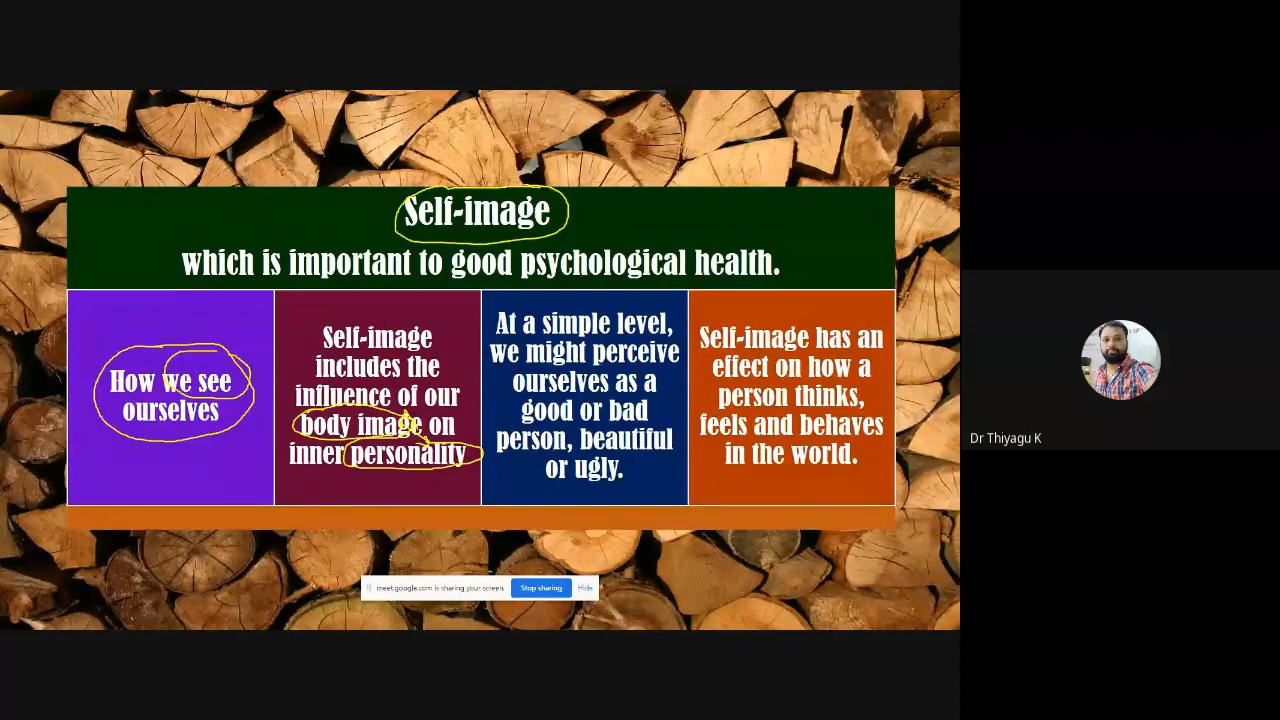 Self-image
which is important to good psychological health.
How we see
ourselves
Self-image
includes the
influence of our
body image on
inner personality
At a simple level,
we might perceive
ourselves as a
good or bad
person, beautiful
or ugly.
Self-image has an
effect on how a
person thinks,
feels and behaves
in the world.
meet.google.com is sharing your screen.
Stop sharing
Hide
Dr Thiyagu K